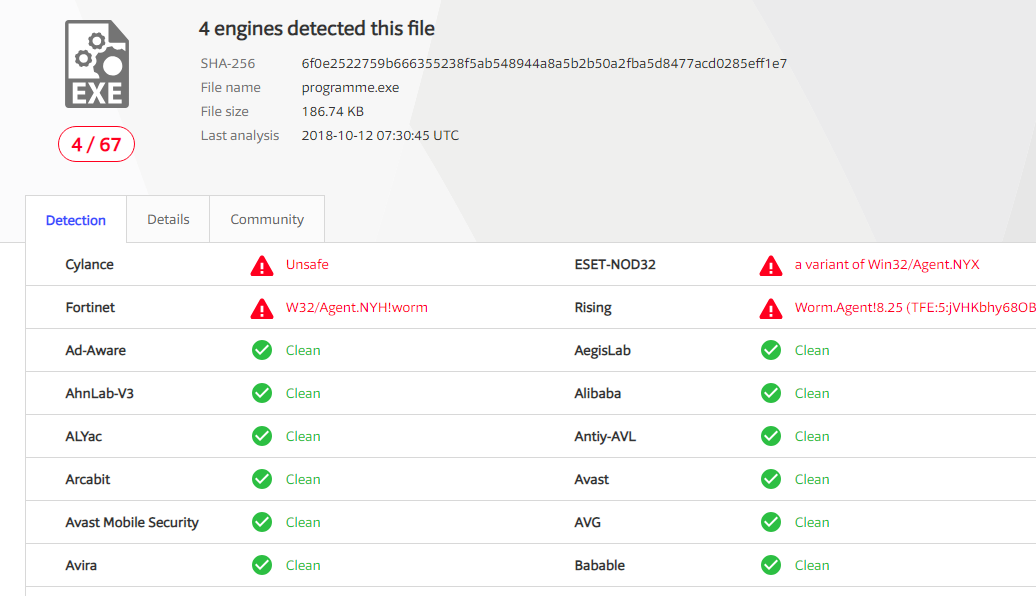 4 engines detected this file
SHA-256 6f0e2522759b666355238f5ab548944a8a5b2b50a2fba5d8477acd0285eff1e7
File name programme.exe
File size 186.74 KB
Last analysis 2018-10-12 07:30:45 UTC
EXE
4 / 67
Detection Details Community
Cylance Unsafe ESET-NOD32 a variant of Win32/Agent.NYX
Fortinet W32/Agent.NYH!worm Rising Worm.Agent!8.25 (TFE:5:jVHKbhy68OB
Ad-Aware Clean AegisLab Clean
AhnLab-V3 Clean Alibaba Clean
ALYac Clean Antiy-AVL Clean
Arcabit Clean Avast Clean
Avast Mobile Security Clean AVG Clean
Avira Clean Babable Clean